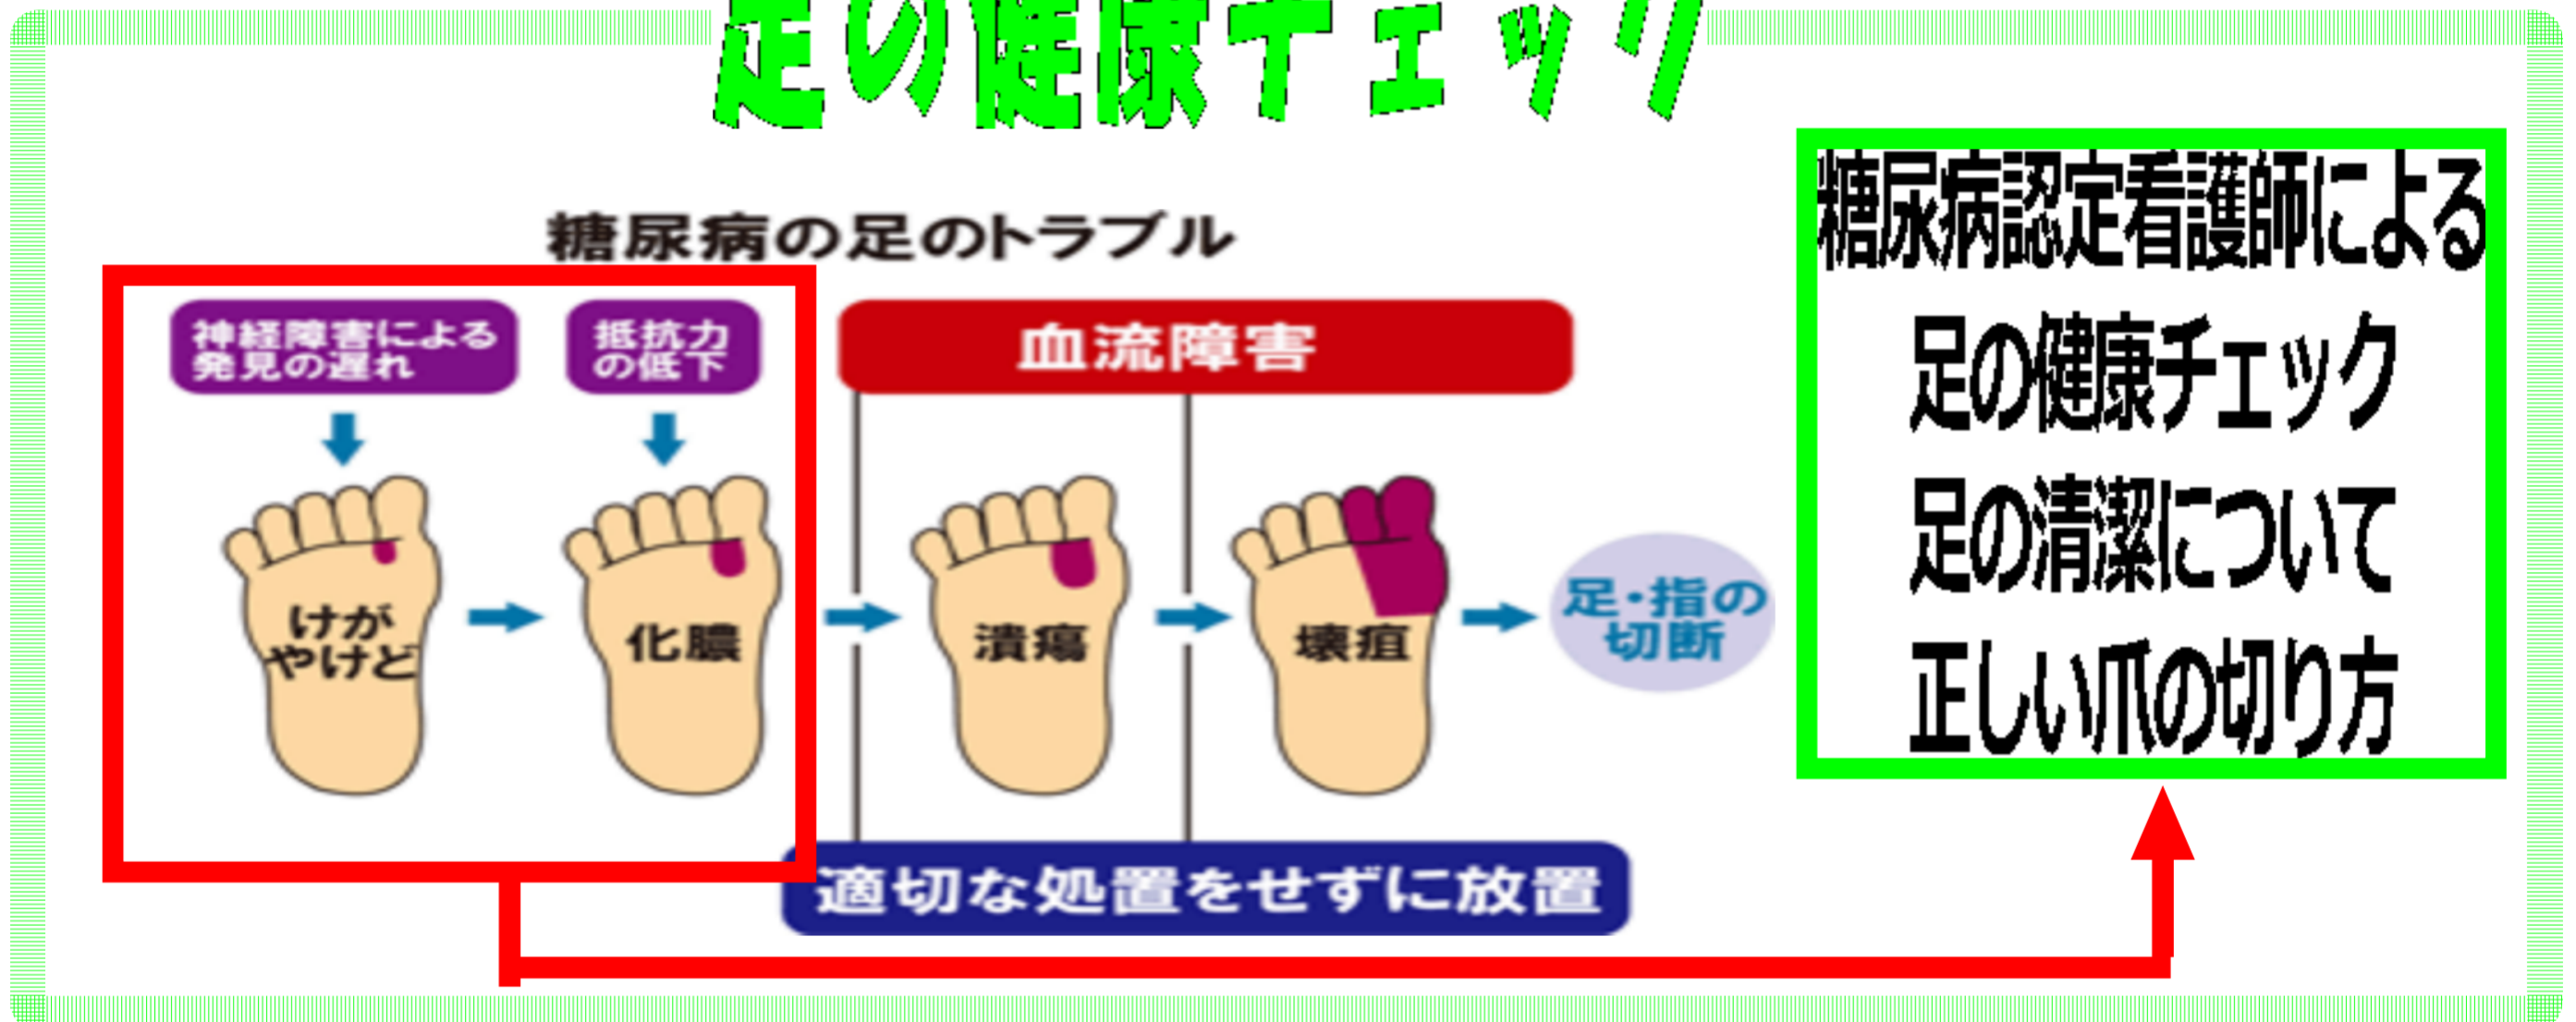 足の健康チェック
糖尿病の足のトラブル
神経障害による
発見の遅れ
抵抗力
の低下
血流障害
けが
やけど
化膿
潰瘍
壊疽
足・指の
切断
適切な処置をせずに放置
糖尿病認定看護師による
足の健康チェック
足の清潔について
正しい爪の切り方